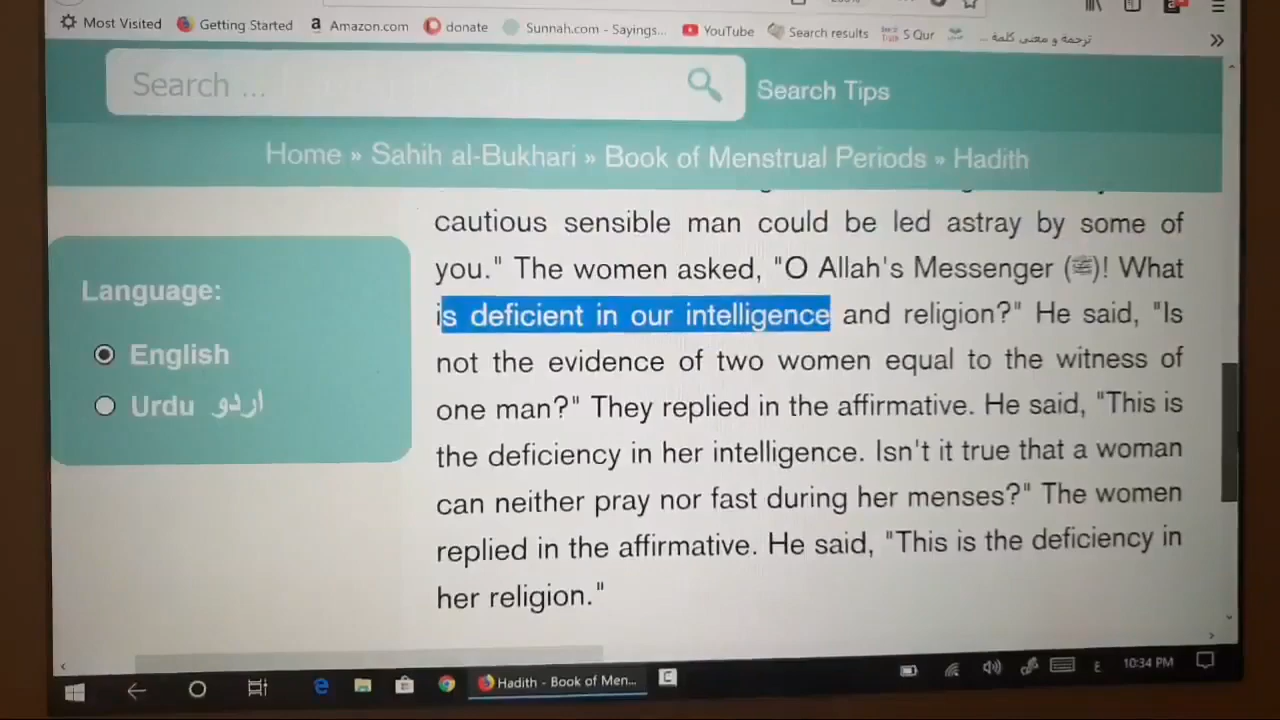 Most Visited Getting Started Amazon.com donate Sunnah.com - Sayings... YouTube Search results S Qur ترجمة و معنى كلمة ...
Search ...
Search Tips
Home » Sahih al-Bukhari » Book of Menstrual Periods » Hadith
cautious sensible man could be led astray by some of
you." The women asked, "O Allah's Messenger (ﷺ)! What
is deficient in our intelligence and religion?" He said, "Is
not the evidence of two women equal to the witness of
one man?" They replied in the affirmative. He said, "This is
the deficiency in her intelligence. Isn't it true that a woman
can neither pray nor fast during her menses?" The women
replied in the affirmative. He said, "This is the deficiency in
her religion."
Language:
English
Urdu اردو
Hadith - Book of Men...
ع
10:34 PM